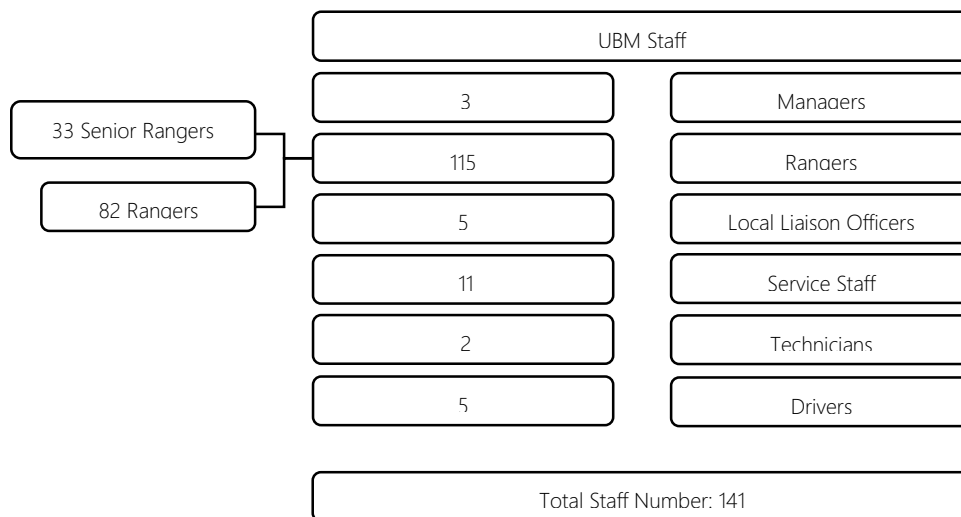 UBM Staff
3
Managers
33 Senior Rangers
115
Rangers
82 Rangers
5
Local Liaison Officers
11
Service Staff
2
Technicians
5
Drivers
Total Staff Number: 141